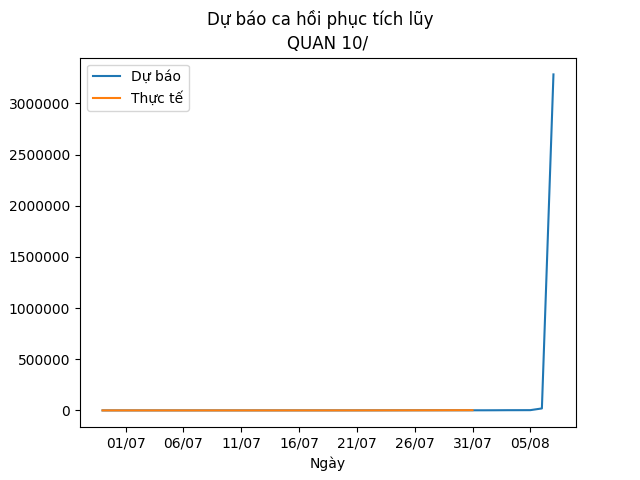 Dự báo ca hồi phục tích lũy
QUAN 10/
Dự báo
Thực tế
3000000
2500000
2000000
1500000
1000000
500000
0
01/07 06/07 11/07 16/07 21/07 26/07 31/07 05/08
Ngày